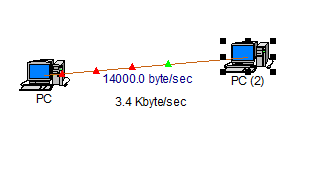 14000.0 byte/sec
PC (2)
PC
3.4 Kbyte/sec